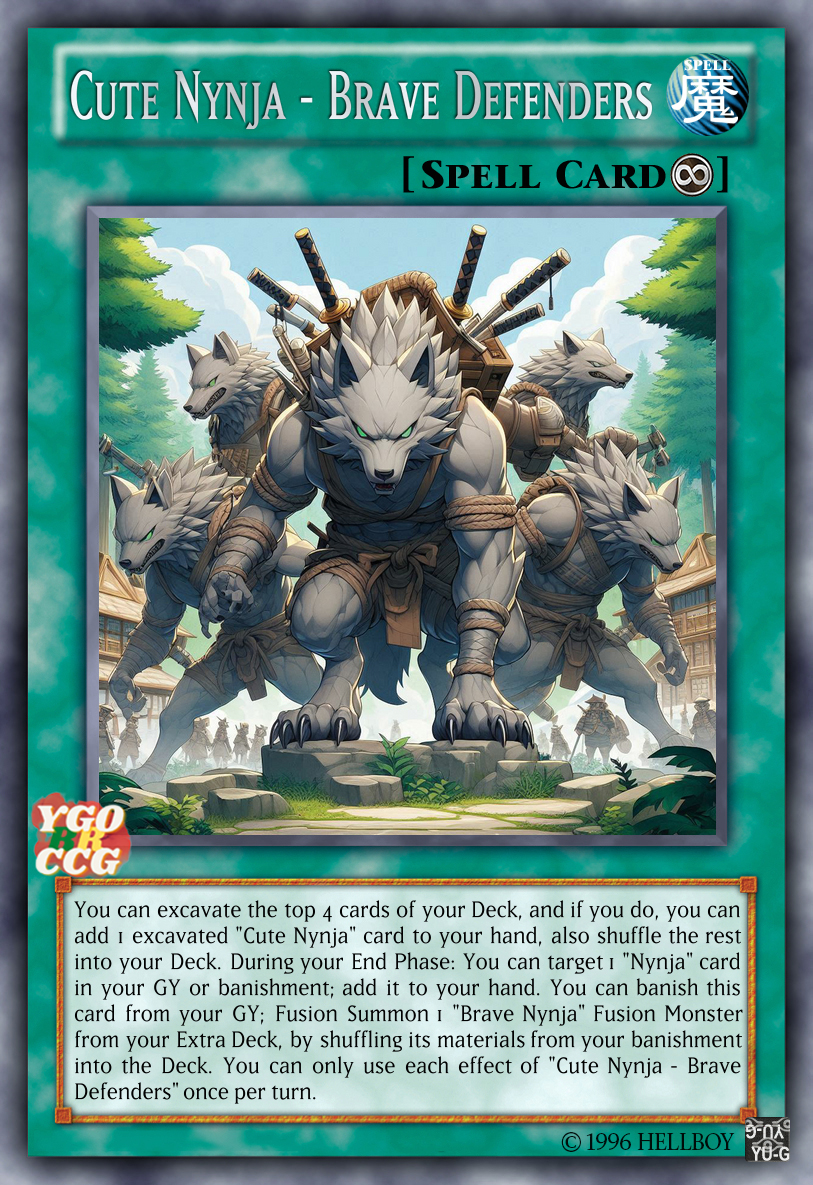 Cute Nynja - Brave Defenders
SPELL
魔
[Spell Card∞]
YGO
BR
CCG
You can excavate the top 4 cards of your Deck, and if you do, you can
add 1 excavated "Cute Nynja" card to your hand, also shuffle the rest
into your Deck. During your End Phase: You can target 1 "Nynja" card
in your GY or banishment; add it to your hand. You can banish this
card from your GY; Fusion Summon 1 "Brave Nynja" Fusion Monster
from your Extra Deck, by shuffling its materials from your banishment
into the Deck. You can only use each effect of "Cute Nynja - Brave
Defenders" once per turn.
© 1996 HELLBOY
YU-G